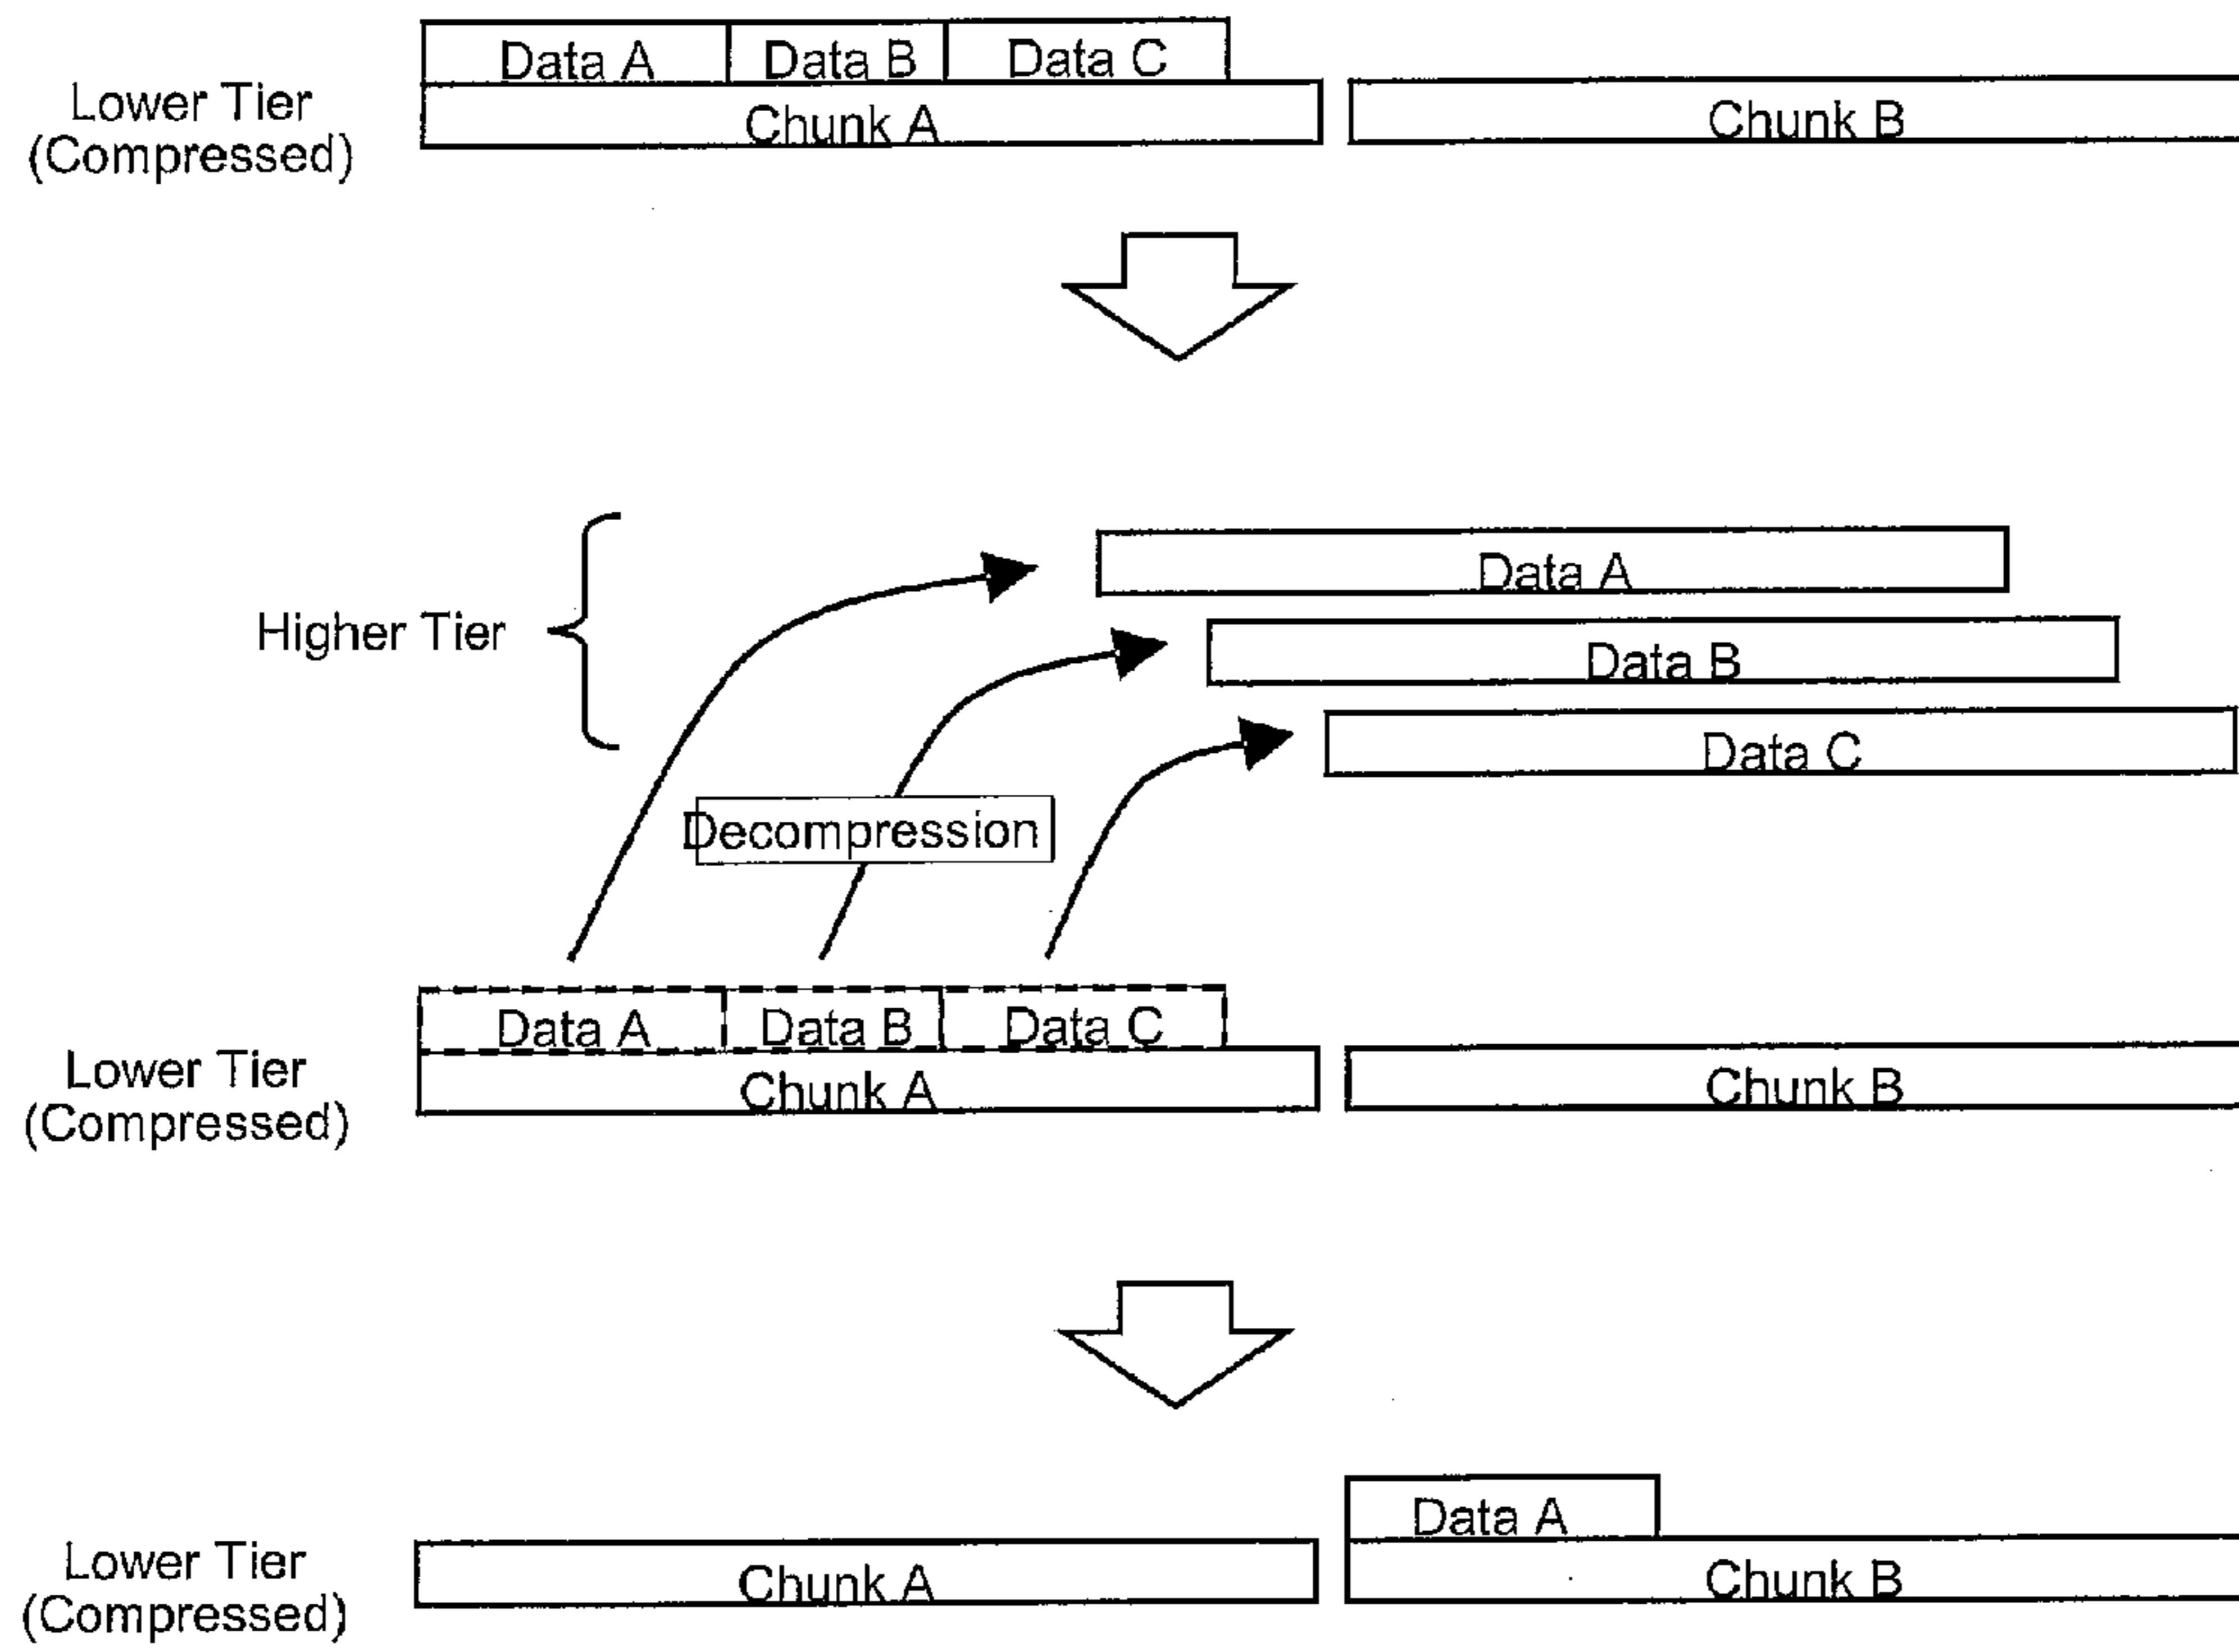 Data A Data B Data C
Lower Tier
(Compressed)
Chunk A Chunk B
Higher Tier
Data A
Data B
Data C
Decompression
Data A Data B Data C
Lower Tier
(Compressed)
Chunk A Chunk B
Data A
Lower Tier
(Compressed)
Chunk A Chunk B